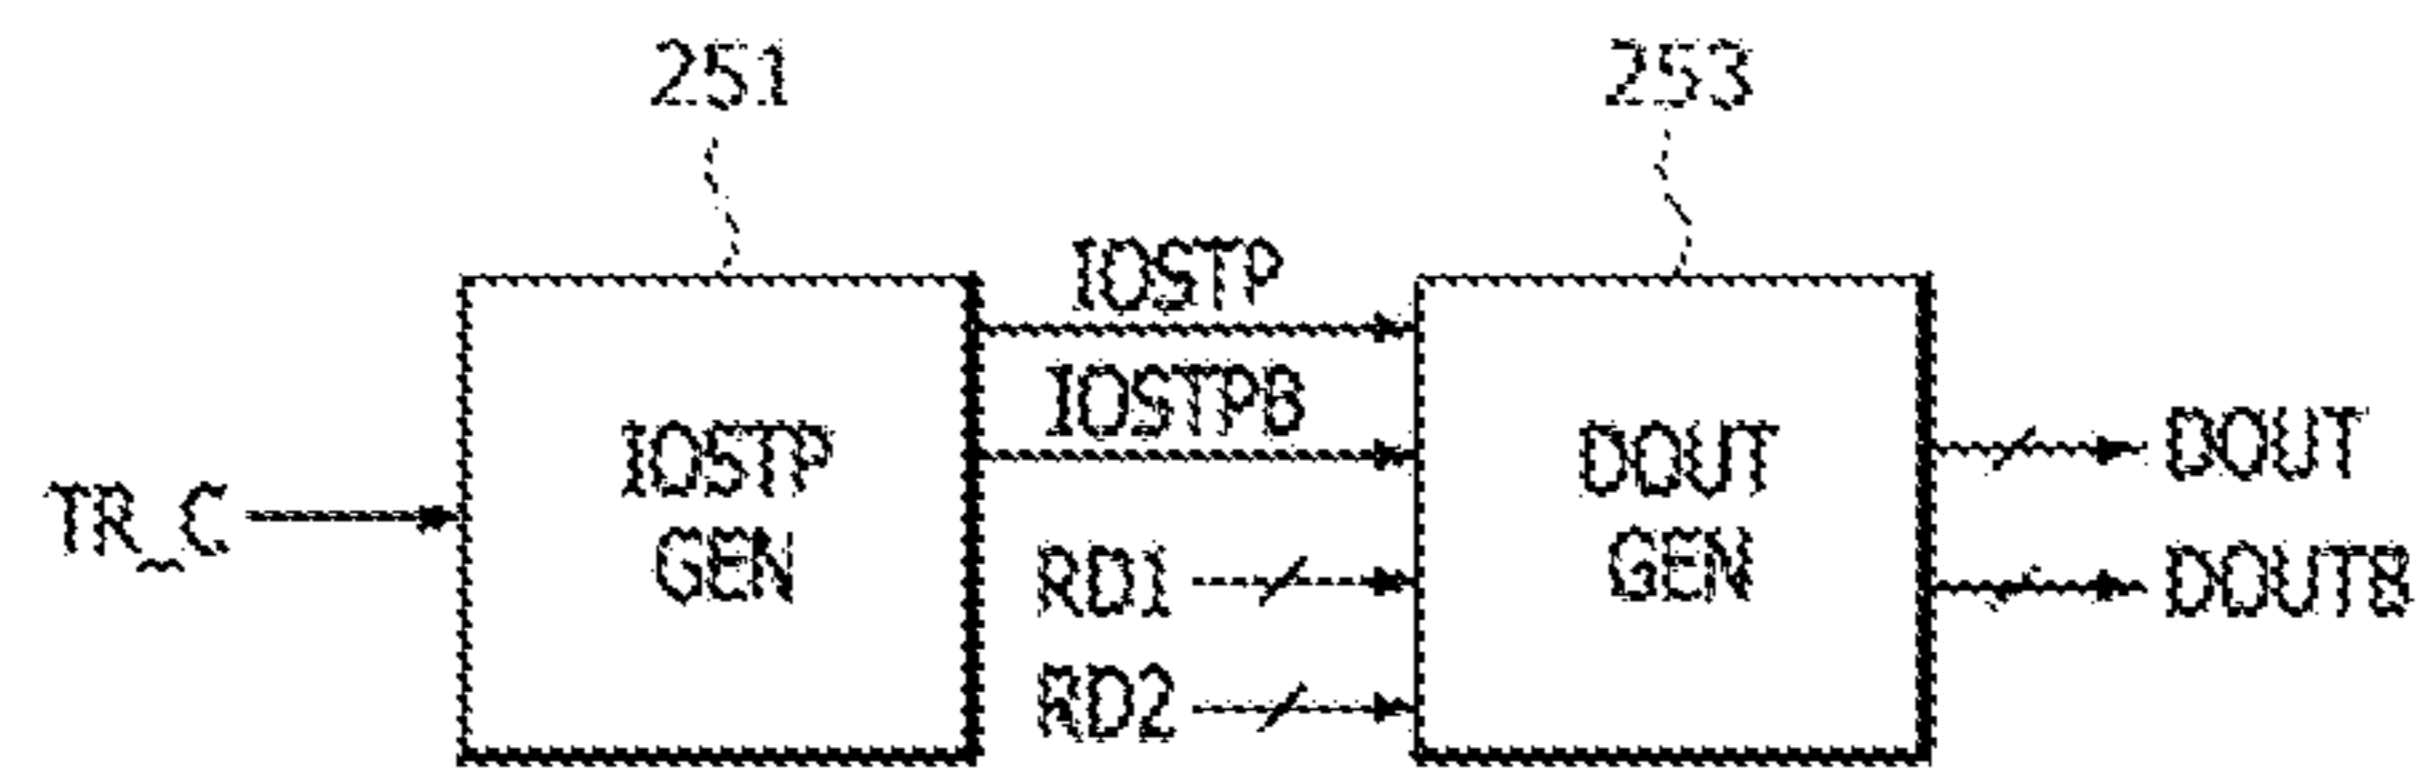 251
253
IOSTP
IOSTPB
TR_C
IOSTP
GEN
RD1
RD2
DOUT
GEN
DOUT
DOUTB